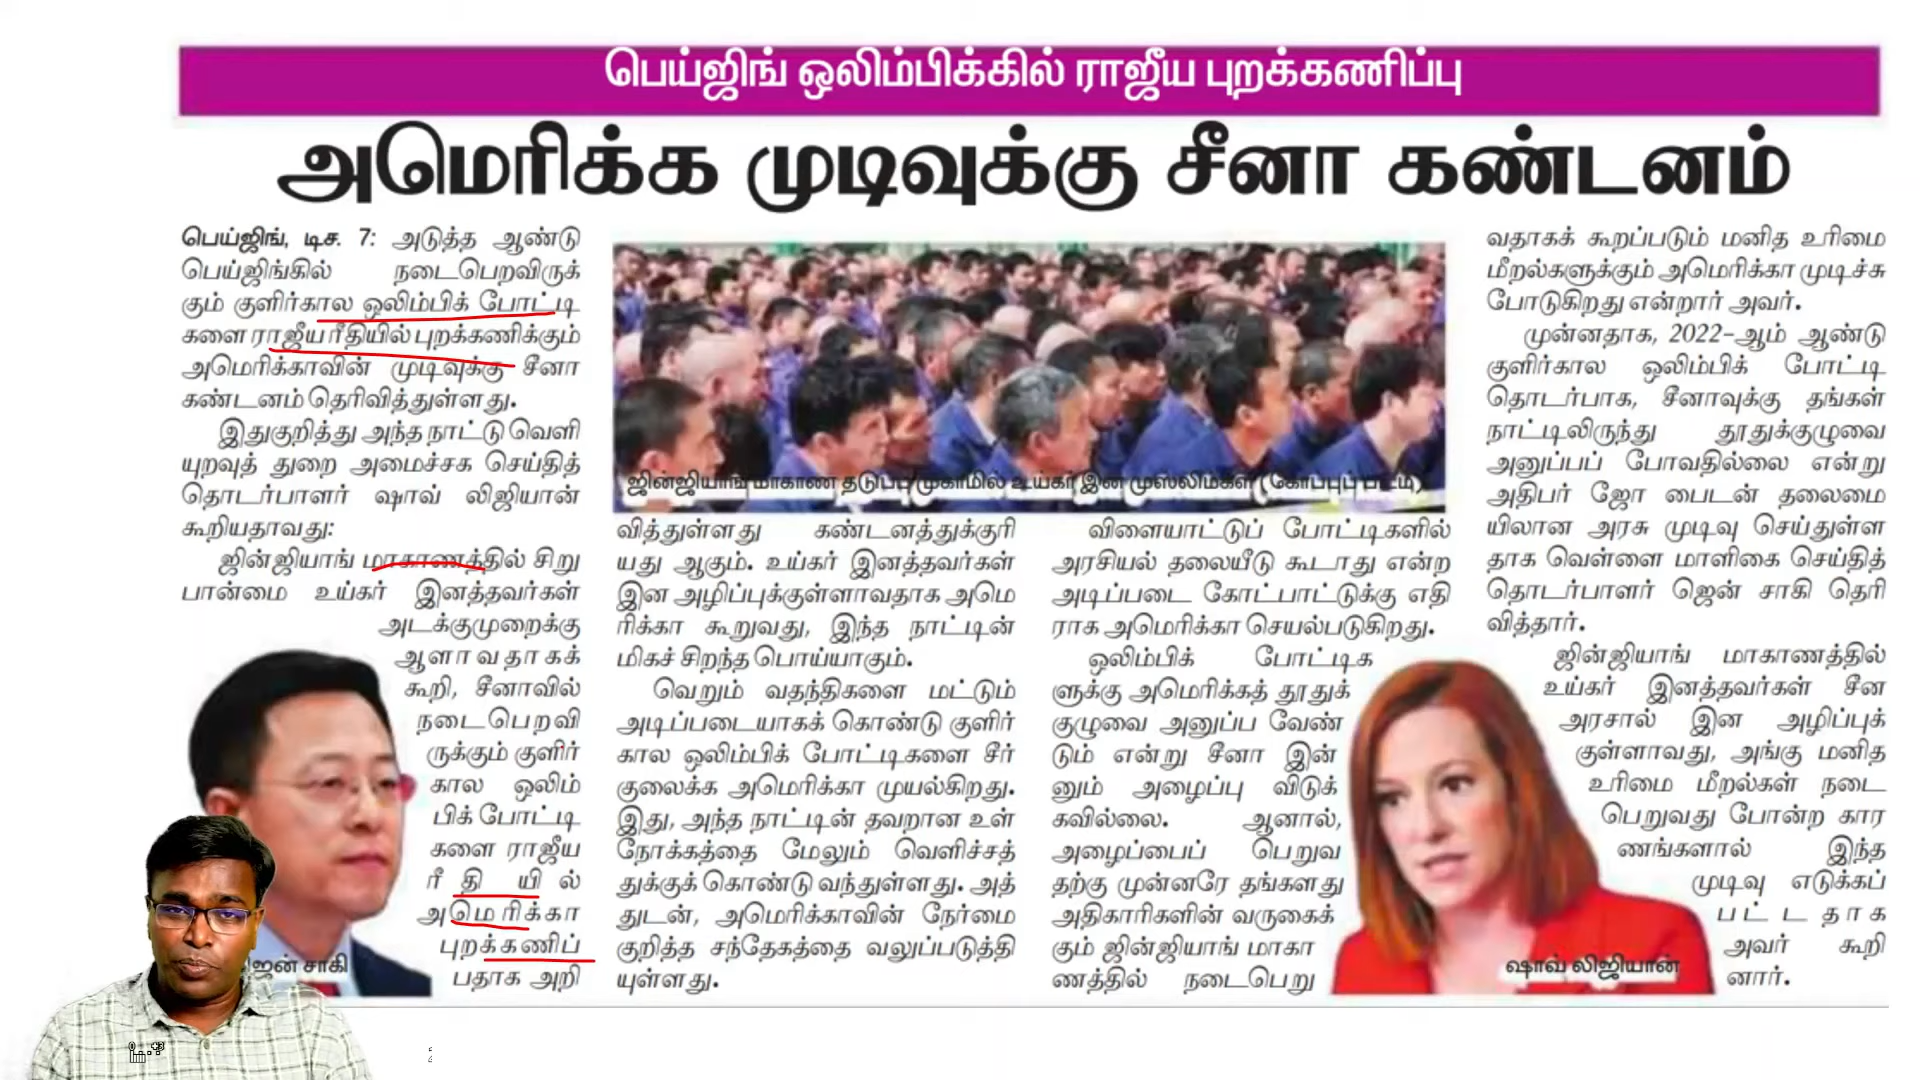 பெய்ஜிங் ஒலிம்பிக்கில் ராஜீய புறக்கணிப்பு
அமெரிக்க முடிவுக்கு சீனா கண்டனம்
பெய்ஜிங், டிச. 7: அடுத்த ஆண்டு
பெய்ஜிங்கில் நடைபெறவிருக்
கும் குளிர்கால ஒலிம்பிக் போட்டி
களை ராஜீய ரீதியில் புறக்கணிக்கும்
அமெரிக்காவின் முடிவுக்கு சீனா
கண்டனம் தெரிவித்துள்ளது.
இதுகுறித்து அந்த நாட்டு வெளி
யுறவுத் துறை அமைச்சக செய்தித்
தொடர்பாளர் ஷாவ் லிஜியான்
கூறியதாவது:
ஜின்ஜியாங் மாகாணத்தில் சிறு
பான்மை உய்கர் இனத்தவர்கள்
அடக்குமுறைக்கு
ஆளாவதாகக்
கூறி, சீனாவில்
நடைபெறவி
ருக்கும் குளிர்
கால ஒலிம்
பிக் போட்டி
களை ராஜீய
ரீதியில்
அமெரிக்கா
புறக்கணிப்
பதாக அறி
ஜென் சாகி
ஜின்ஜியாங் மாகாண தடுப்பு முகாமில் உய்கர் இன முஸ்லிம்கள் (கோப்புப் படம்)
வித்துள்ளது கண்டனத்துக்குரி
யது ஆகும். உய்கர் இனத்தவர்கள்
இன அழிப்புக்குள்ளாவதாக அமெ
ரிக்கா கூறுவது, இந்த நாட்டின்
மிகச் சிறந்த பொய்யாகும்.
வெறும் வதந்திகளை மட்டும்
அடிப்படையாகக் கொண்டு குளிர்
கால ஒலிம்பிக் போட்டிகளை சீர்
குலைக்க அமெரிக்கா முயல்கிறது.
இது, அந்த நாட்டின் தவறான உள்
நோக்கத்தை மேலும் வெளிச்சத்
துக்குக் கொண்டு வந்துள்ளது. அத்
துடன், அமெரிக்காவின் நேர்மை
குறித்த சந்தேகத்தை வலுப்படுத்தி
யுள்ளது.
விளையாட்டுப் போட்டிகளில்
அரசியல் தலையீடு கூடாது என்ற
அடிப்படை கோட்பாட்டுக்கு எதி
ராக அமெரிக்கா செயல்படுகிறது.
ஒலிம்பிக் போட்டிக
ளுக்கு அமெரிக்கத் தூதுக்
குழுவை அனுப்ப வேண்
டும் என்று சீனா இன்
னும் அழைப்பு விடுக்
கவில்லை. ஆனால்,
அழைப்பைப் பெறுவ
தற்கு முன்னரே தங்களது
அதிகாரிகளின் வருகைக்
கும் ஜின்ஜியாங் மாகா
ணத்தில் நடைபெறு
வதாகக் கூறப்படும் மனித உரிமை
மீறல்களுக்கும் அமெரிக்கா முடிச்சு
போடுகிறது என்றார் அவர்.
முன்னதாக, 2022-ஆம் ஆண்டு
குளிர்கால ஒலிம்பிக் போட்டி
தொடர்பாக, சீனாவுக்கு தங்கள்
நாட்டிலிருந்து தூதுக்குழுவை
அனுப்பப் போவதில்லை என்று
அதிபர் ஜோ பைடன் தலைமை
யிலான அரசு முடிவு செய்துள்ள
தாக வெள்ளை மாளிகை செய்தித்
தொடர்பாளர் ஜென் சாகி தெரி
வித்தார்.
ஜின்ஜியாங் மாகாணத்தில்
உய்கர் இனத்தவர்கள் சீன
அரசால் இன அழிப்புக்
குள்ளாவது, அங்கு மனித
உரிமை மீறல்கள் நடை
பெறுவது போன்ற கார
ணங்களால் இந்த
முடிவு எடுக்கப்
பட்டதாக
அவர் கூறி
னார்.
ஷாவ் லிஜியான்